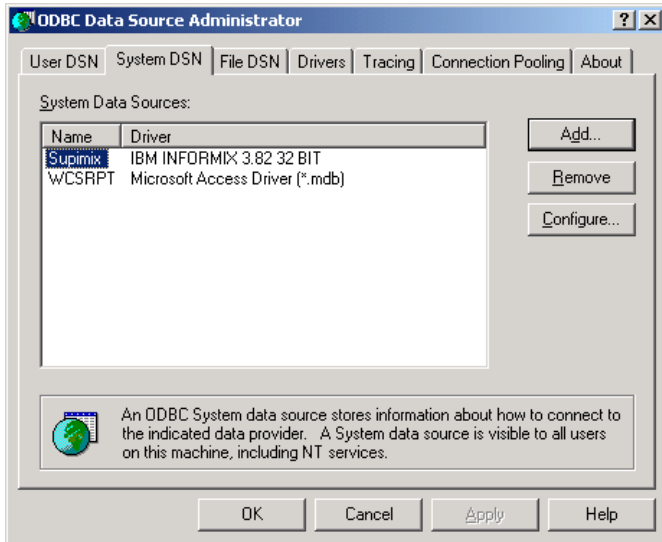 ODBC Data Source Administrator
User DSN System DSN File DSN Drivers Tracing Connection Pooling About
System Data Sources:
Name Driver
Supimix IBM INFORMIX 3.82 32 BIT
WCSRPT Microsoft Access Driver (*.mdb)
Add...
Remove
Configure...
An ODBC System data source stores information about how to connect to
the indicated data provider. A System data source is visible to all users
on this machine, including NT services.
OK Cancel Apply Help